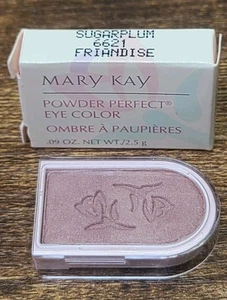 SUGARPLUM
6621
FRIANDISE
MARY KAY
POWDER PERFECT®
EYE COLOR
OMBRE À PAUPIÈRES
.09 OZ. NET WT./2.5 g